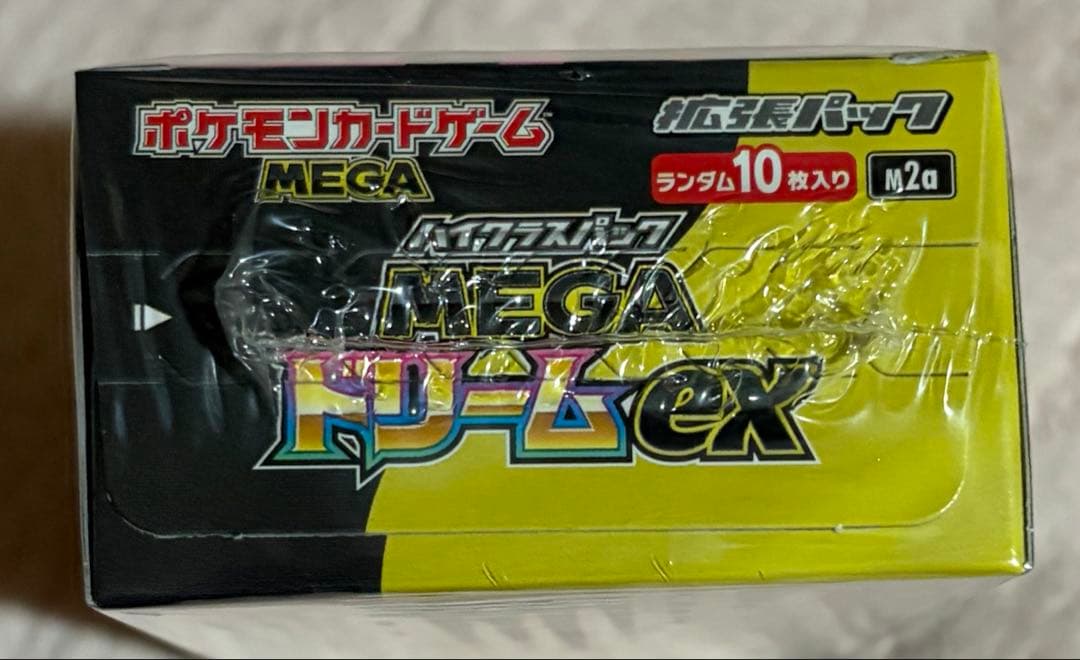 ポケモンカードゲーム
MEGA
拡張パック
ランダム10枚入り M2a
ハイクラスパック
MEGA
ドリームex